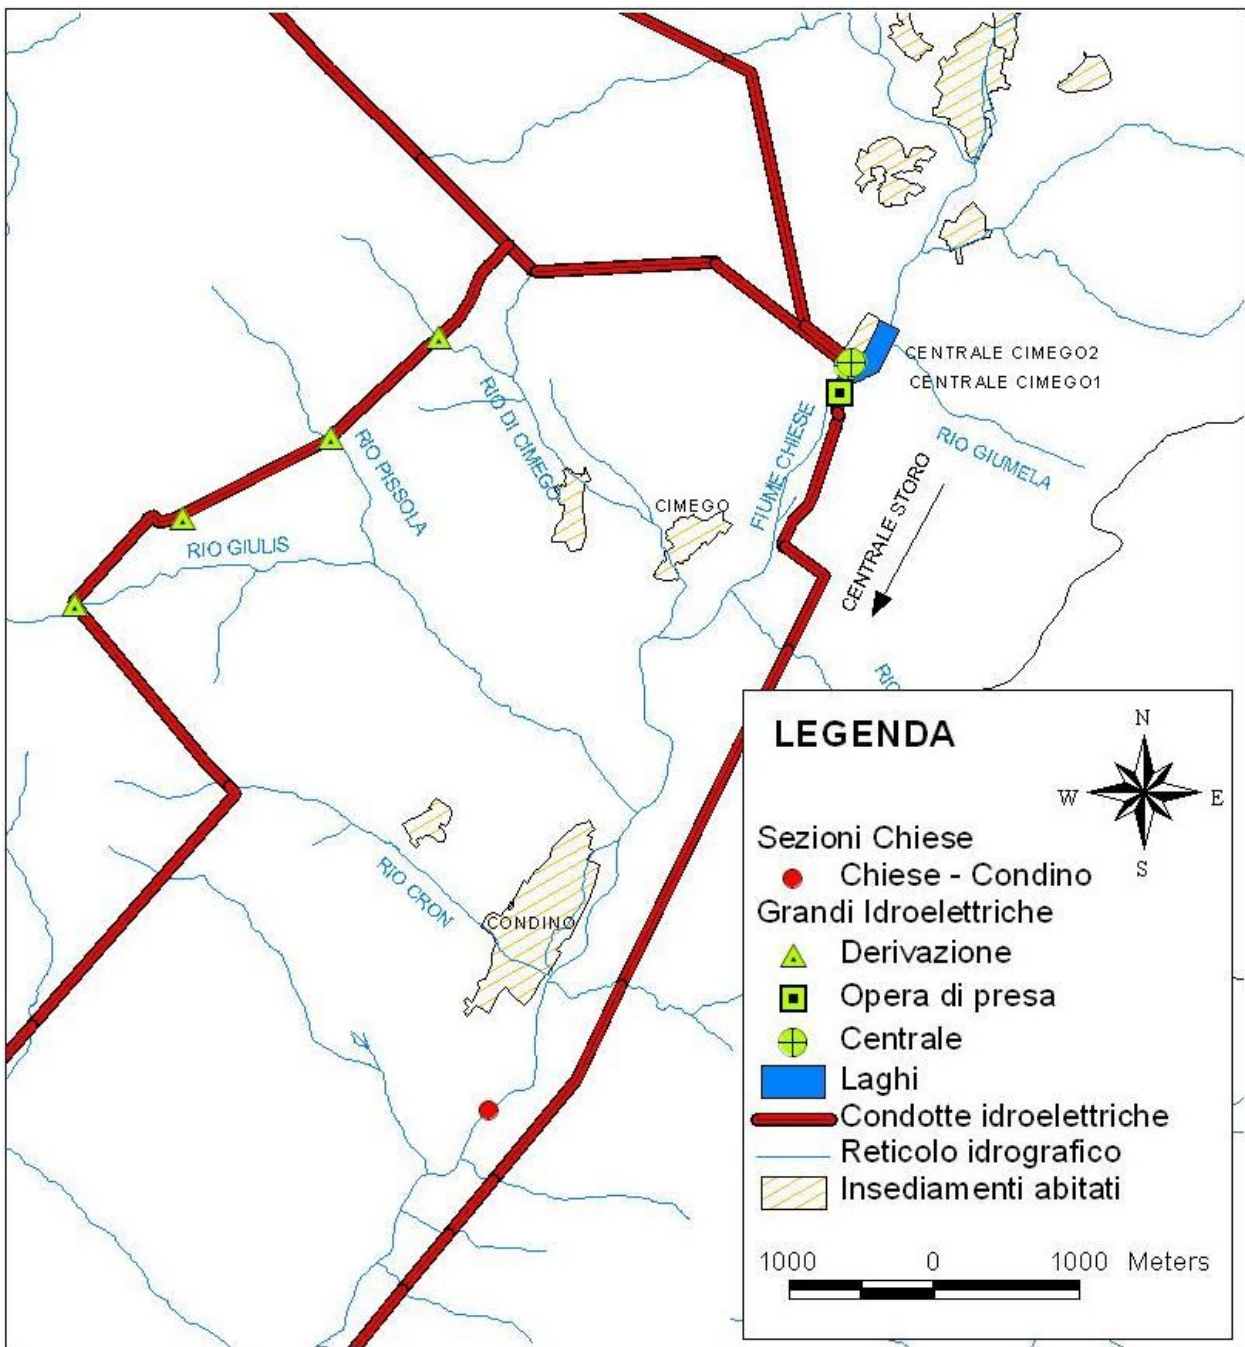 CENTRALE CIMEGO2
CENTRALE CIMEGO1
RIO GIUMELA
FIUME CHIESE
CENTRALE STORO
RIO DI CIMEGO
RIO PISSOLA
CIMEGO
RIO GIULIS
RIO
RIO CRON
CONDINO
LEGENDA
N
W E
S
Sezioni Chiese
Chiese - Condino
Grandi Idroelettriche
Derivazione
Opera di presa
Centrale
Laghi
Condotte idroelettriche
Reticolo idrografico
Insediamenti abitati
1000 0 1000 Meters